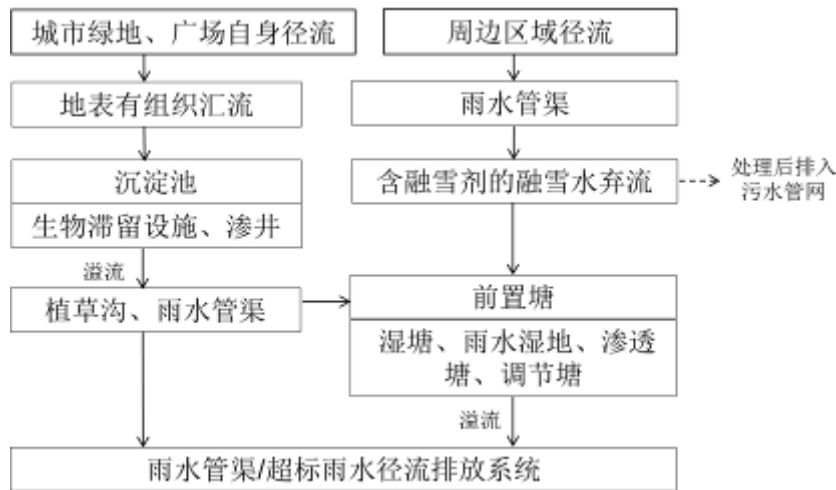 城市绿地、广场自身径流
周边区域径流
地表有组织汇流
雨水管渠
沉淀池
生物滞留设施、渗井
含融雪剂的融雪水弃流
处理后排入
污水管网
溢流
植草沟、雨水管渠
前置塘
湿塘、雨水湿地、渗透
塘、调节塘
溢流
雨水管渠/超标雨水径流排放系统